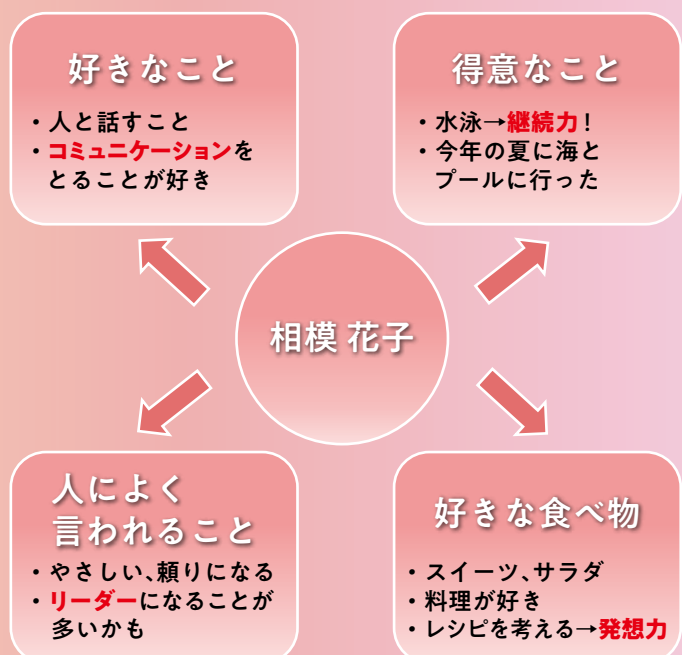 好きなこと
・人と話すこと
・コミュニケーションを
とることが好き
得意なこと
・水泳→継続力！
・今年の夏に海と
プールに行った
相模 花子
人によく
言われること
・やさしい、頼りになる
・リーダーになることが
多いかも
好きな食べ物
・スイーツ、サラダ
・料理が好き
・レシピを考える→発想力